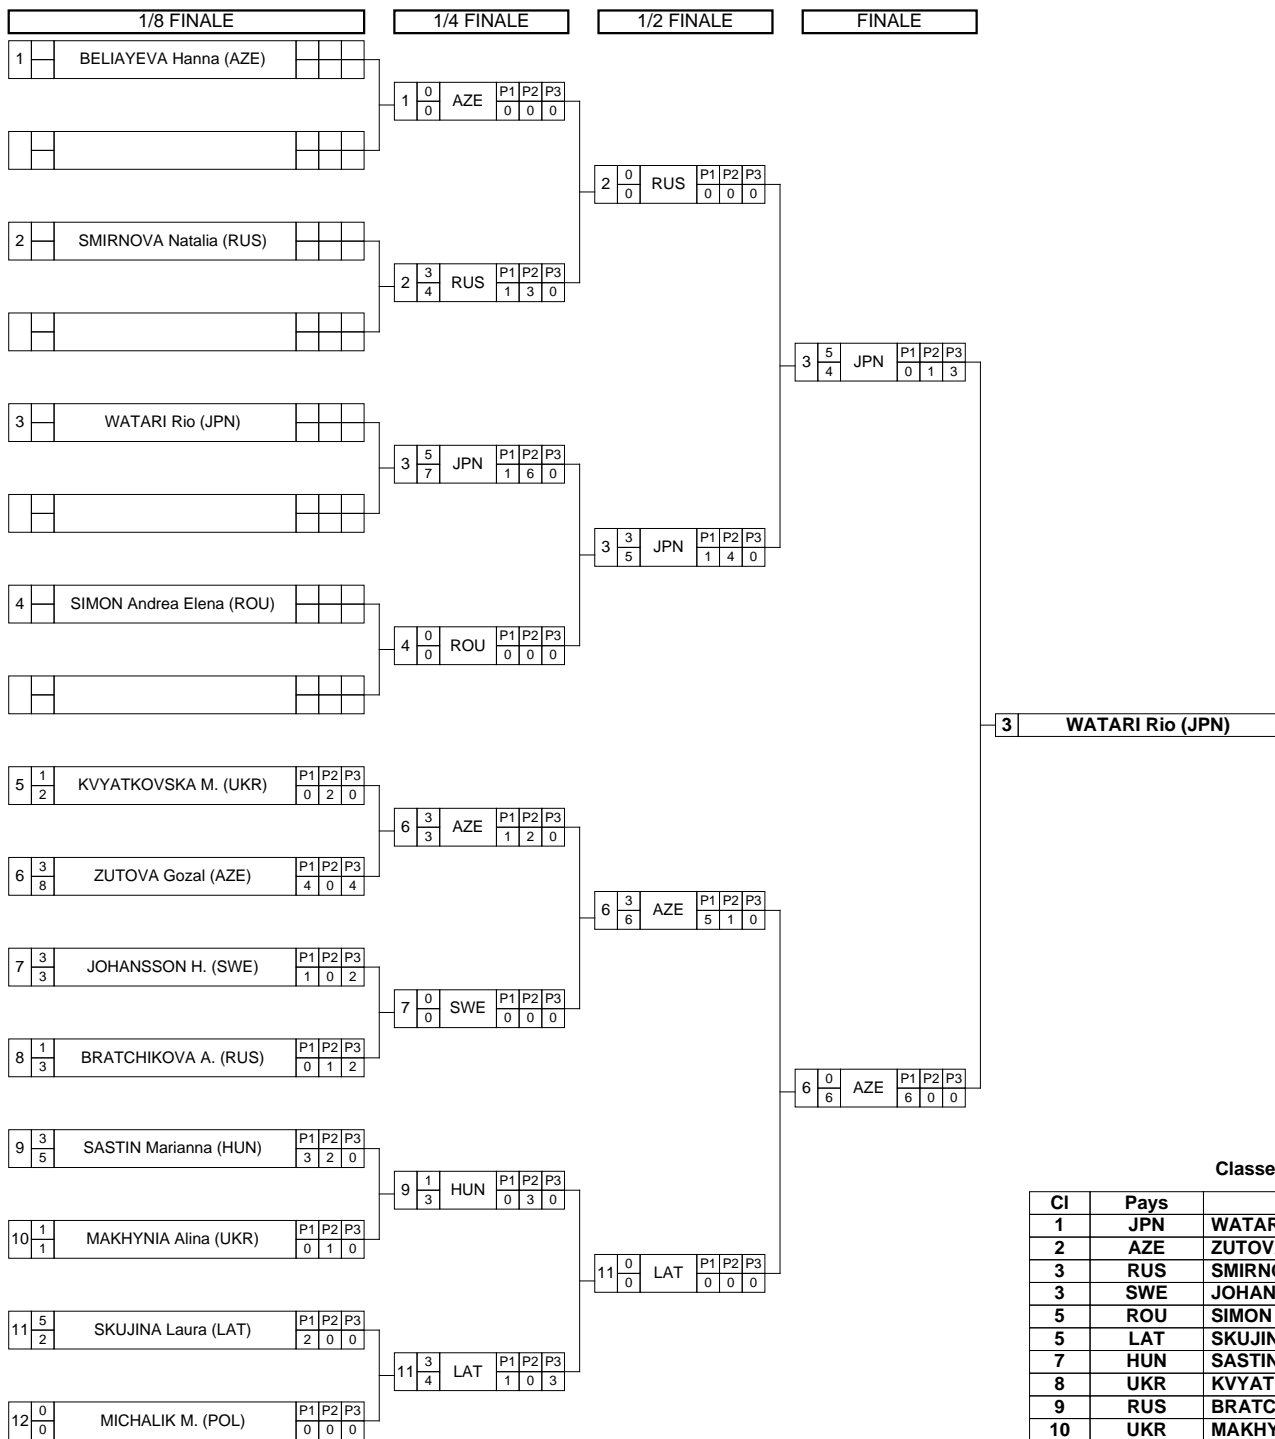 1/8 FINALE 1/4 FINALE 1/2 FINALE FINALE
1 BELIAYEVA Hanna (AZE)
1 0 0 AZE P1 P2 P3 0 0 0
2 0 0 RUS P1 P2 P3 0 0 0
2 SMIRNOVA Natalia (RUS)
2 3 4 RUS P1 P2 P3 1 3 0
3 5 4 JPN P1 P2 P3 0 1 3
3 WATARI Rio (JPN)
3 5 7 JPN P1 P2 P3 1 6 0
3 3 5 JPN P1 P2 P3 1 4 0
4 SIMON Andrea Elena (ROU)
4 0 0 ROU P1 P2 P3 0 0 0
3 WATARI Rio (JPN)
5 1 2 KVYATKOVSKA M. (UKR) P1 P2 P3 0 2 0
6 3 3 AZE P1 P2 P3 1 2 0
6 3 8 ZUTOVA Gozal (AZE) P1 P2 P3 4 0 4
6 3 6 AZE P1 P2 P3 5 1 0
7 3 3 JOHANSSON H. (SWE) P1 P2 P3 1 0 2
7 0 0 SWE P1 P2 P3 0 0 0
8 1 3 BRATCHIKOVA A. (RUS) P1 P2 P3 0 1 2
6 0 6 AZE P1 P2 P3 6 0 0
9 3 5 SASTIN Marianna (HUN) P1 P2 P3 3 2 0
9 1 3 HUN P1 P2 P3 0 3 0
10 1 1 MAKHYNIA Alina (UKR) P1 P2 P3 0 1 0
11 0 0 LAT P1 P2 P3 0 0 0
11 5 2 SKUJINA Laura (LAT) P1 P2 P3 2 0 0
11 3 4 LAT P1 P2 P3 1 0 3
12 0 0 MICHALIK M. (POL) P1 P2 P3 0 0 0
Classe
Cl Pays
1 JPN WATAR
2 AZE ZUTOV
3 RUS SMIRN
3 SWE JOHAN
5 ROU SIMON
5 LAT SKUJIN
7 HUN SASTIN
8 UKR KVYAT
9 RUS BRATC
10 UKR MAKHY